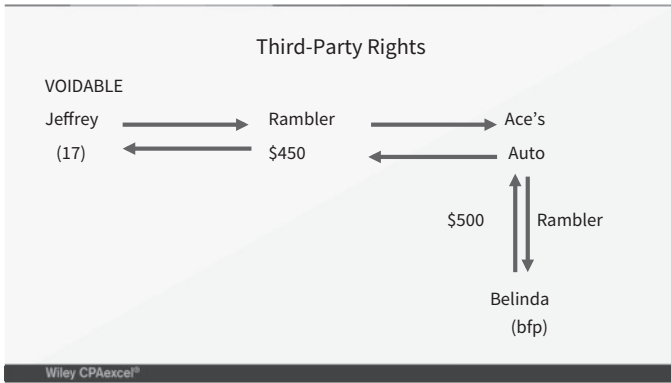 Third-Party Rights
VOIDABLE
Jeffrey Rambler Ace’s
(17) $450 Auto
$500 Rambler
Belinda
(bfp)
Wiley CPAexcel®